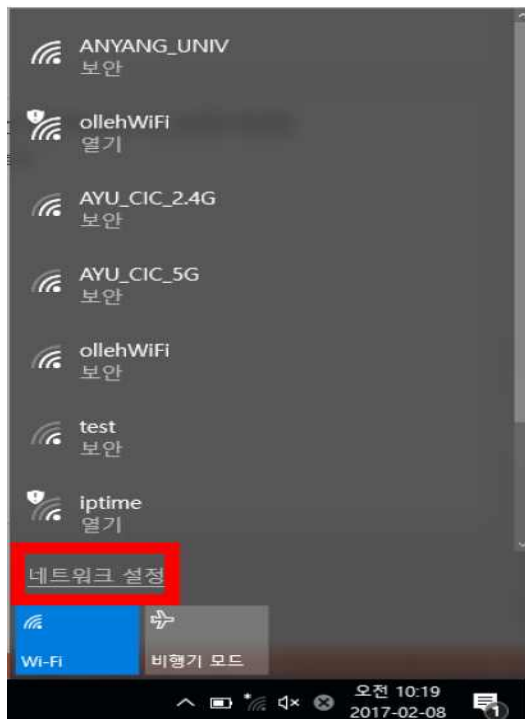 ANYANG_UNIV
보안
ollehWiFi
열기
AYU_CIC_2.4G
보안
AYU_CIC_5G
보안
ollehWiFi
보안
test
보안
iptime
열기
네트워크 설정
Wi-Fi
비행기 모드
오전 10:19
2017-02-08
1